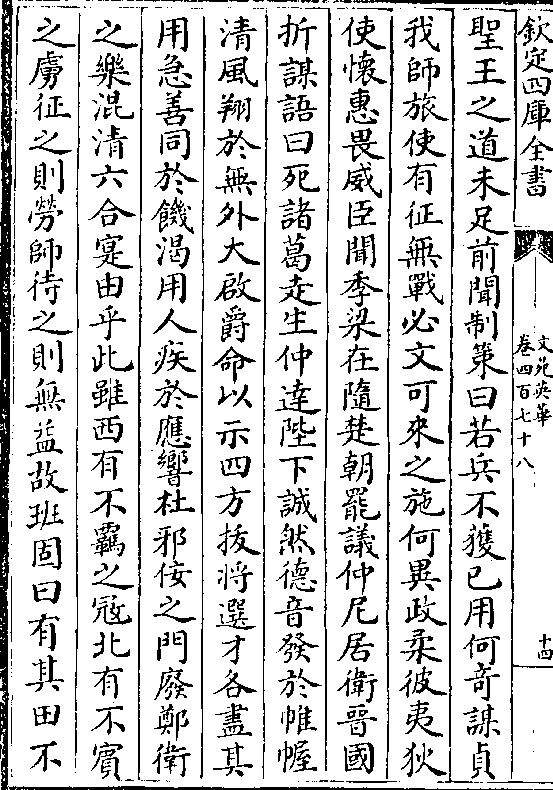 欽定四庫全書
文苑英華
卷四百七十八
十四
聖王之道未足前聞制策曰若兵不獲已用何竒謀貞
我師旅使有征無戰必文可來之施何異政柔彼夷狄
使懷惠畏威臣聞季梁在隨楚朝罷議仲尼居衛晉國
折謀語曰死諸葛走生仲達陛下誠然德音發於帷幄
清風翔於無外大啟爵命以示四方拔將選才各盡其
用急善同於饑渴用人疾於應響杜邪佞之門廢鄭衛
之樂混清六合寔由乎此雖西有不羈之寇北有不賓
之虜征之則勞師待之則無益故班固曰有其田不